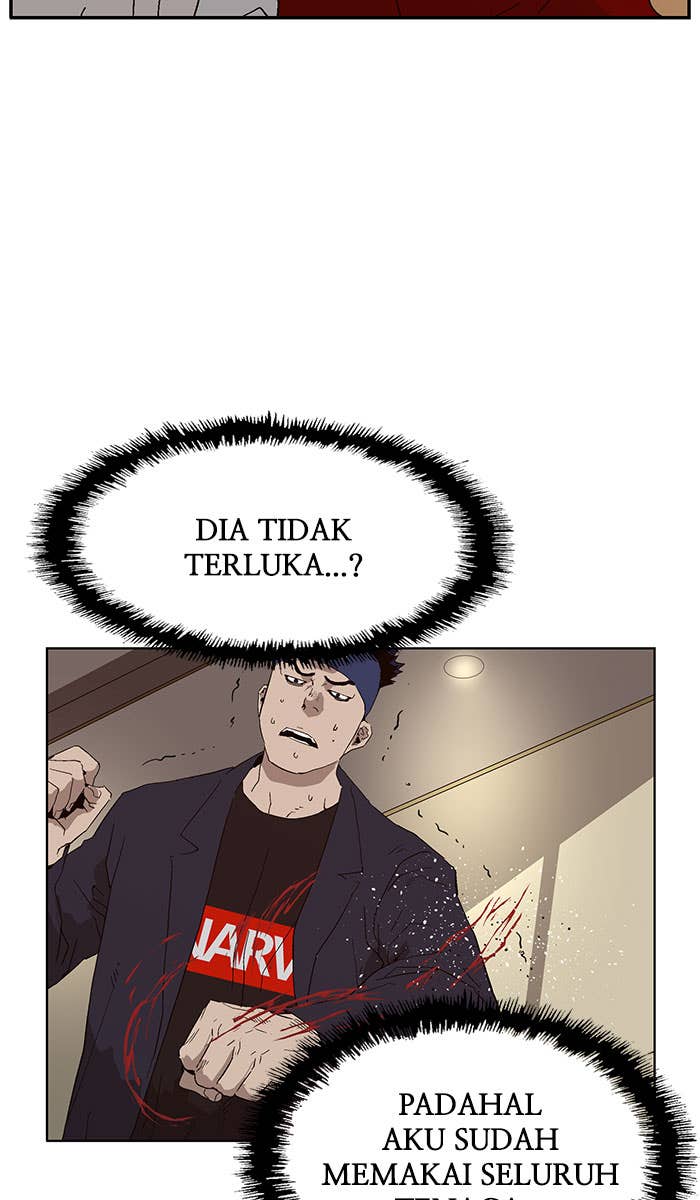 DIA TIDAK
TERLUKA...?
NARV
PADAHAL
AKU SUDAH
MEMAKAI SELURUH